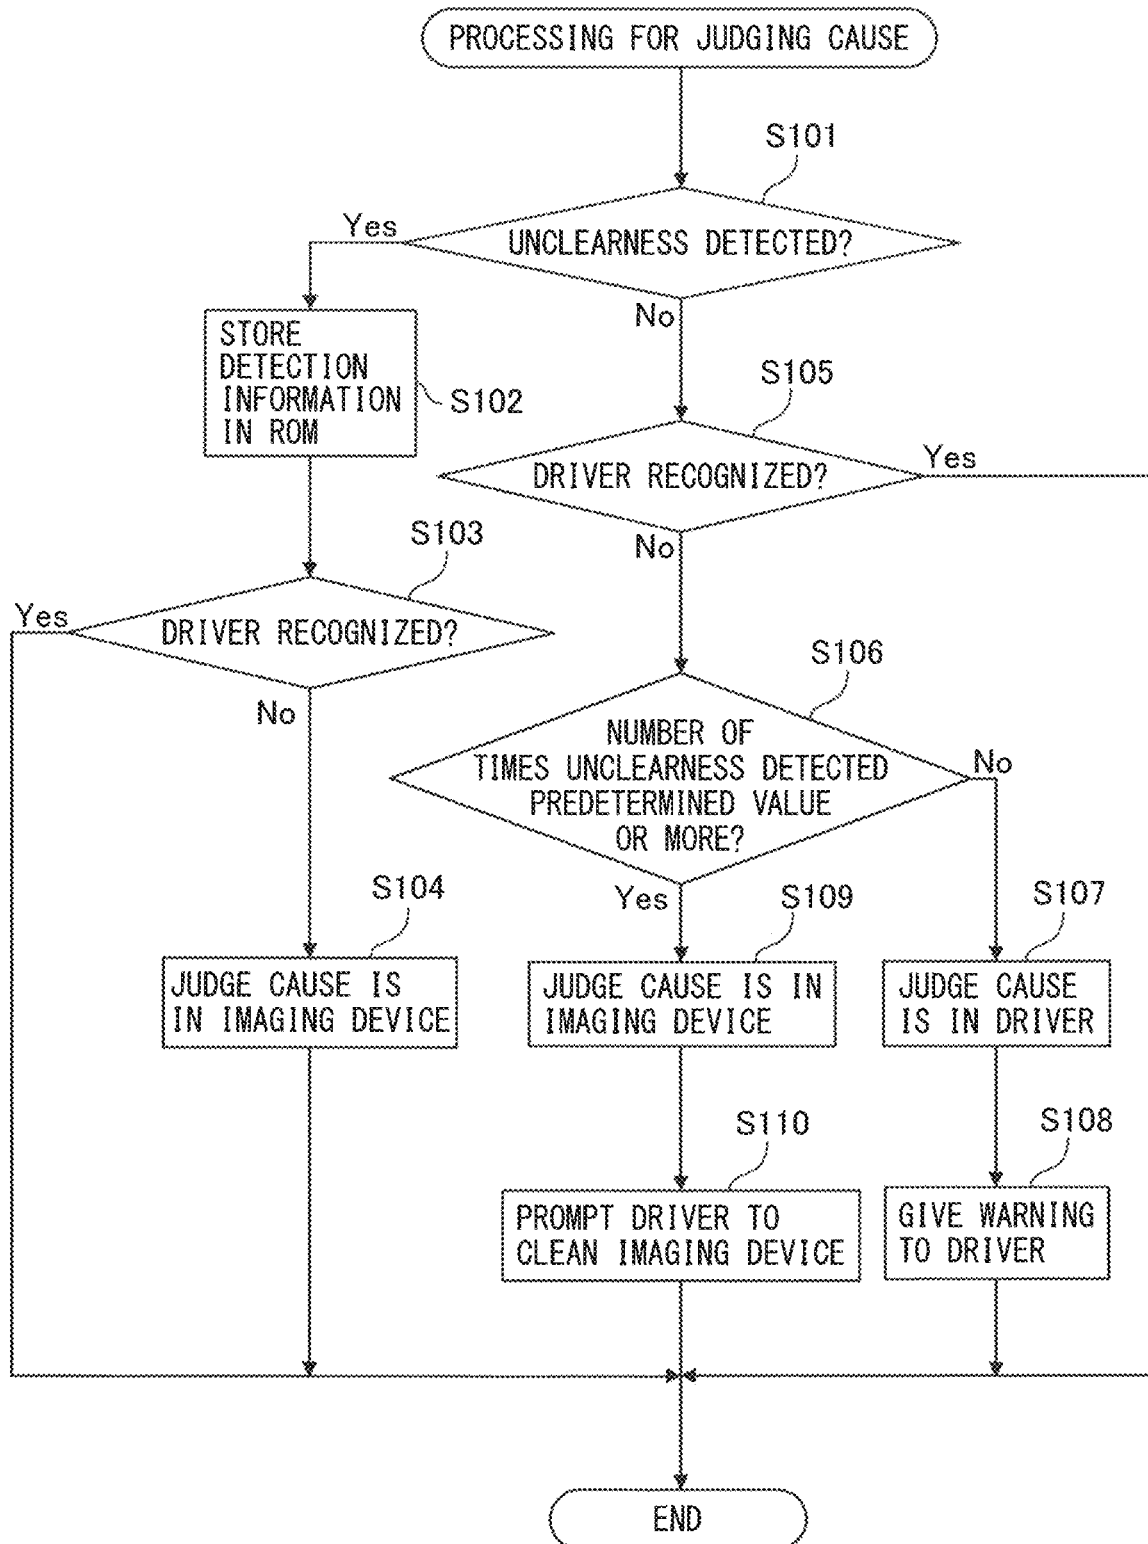 PROCESSING FOR JUDGING CAUSE
S101
Yes
UNCLEARNESS DETECTED?
No
STORE
DETECTION
INFORMATION
IN ROM
S102
S105
DRIVER RECOGNIZED?
Yes
No
S103
Yes
DRIVER RECOGNIZED?
No
S106
NUMBER OF
TIMES UNCLEARNESS DETECTED
PREDETERMINED VALUE
OR MORE?
No
Yes
S104
JUDGE CAUSE IS
IN IMAGING DEVICE
S109
JUDGE CAUSE IS IN
IMAGING DEVICE
S107
JUDGE CAUSE
IS IN DRIVER
S110
PROMPT DRIVER TO
CLEAN IMAGING DEVICE
S108
GIVE WARNING
TO DRIVER
END